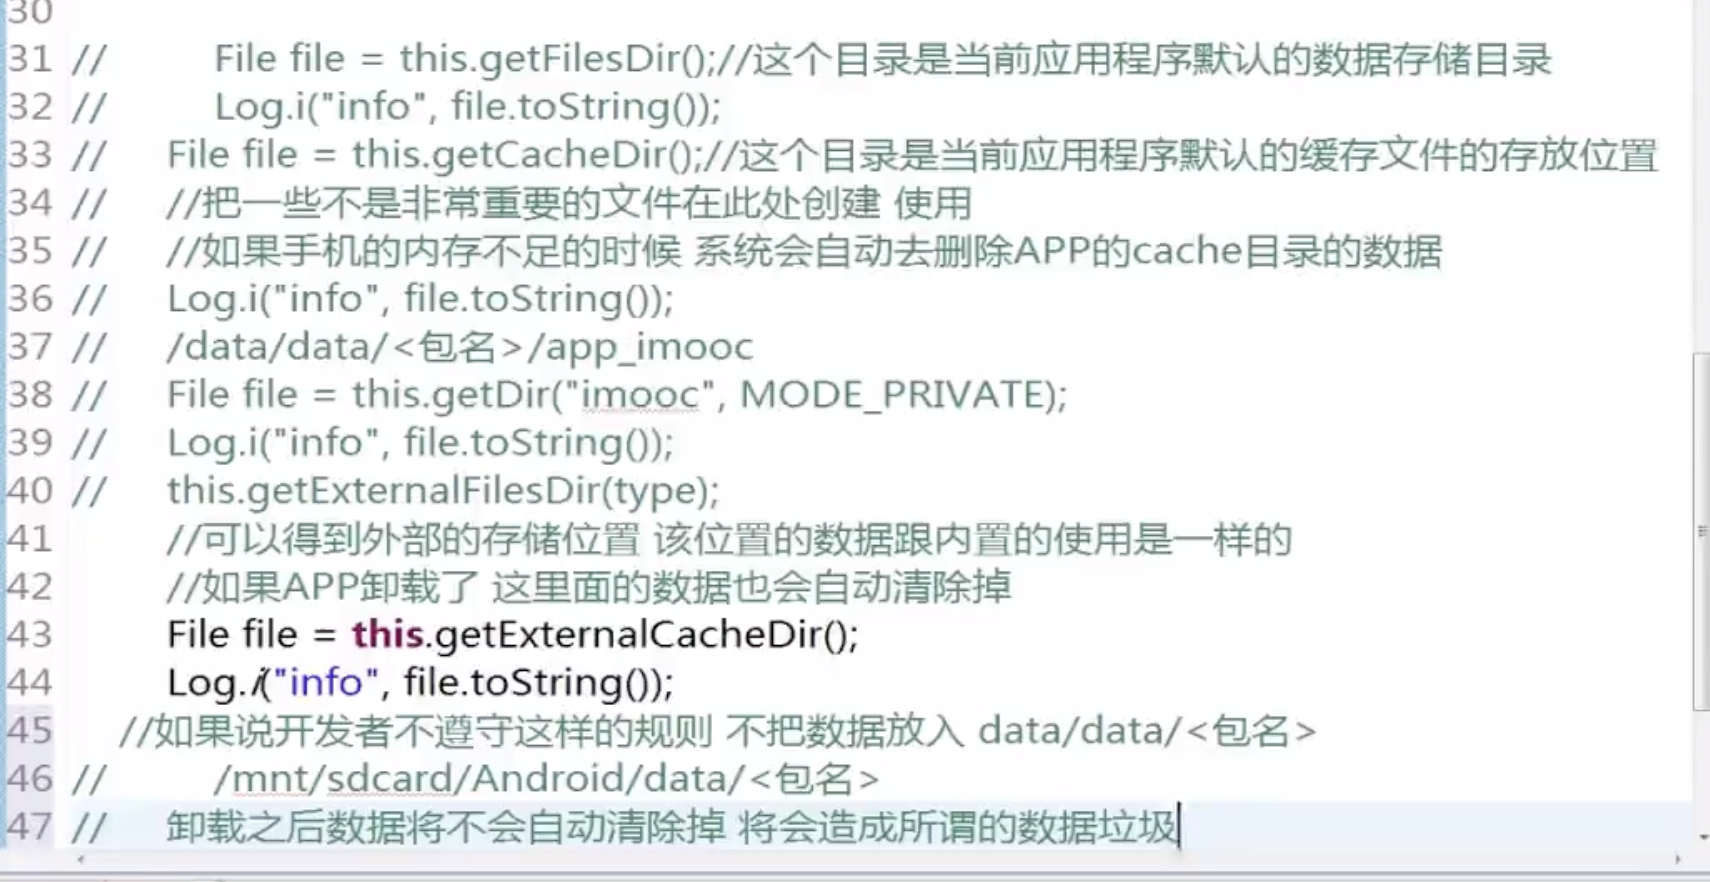 30
31 // File file = this.getFilesDir();//这个目录是当前应用程序默认的数据存储目录
32 // Log.i("info", file.toString());
33 // File file = this.getCacheDir();//这个目录是当前应用程序默认的缓存文件的存放位置
34 // //把一些不是非常重要的文件在此处创建 使用
35 // //如果手机的内存不足的时候 系统会自动去删除APP的cache目录的数据
36 // Log.i("info", file.toString());
37 // /data/data/<包名>/app_imooc
38 // File file = this.getDir("imooc", MODE_PRIVATE);
39 // Log.i("info", file.toString());
40 // this.getExternalFilesDir(type);
41 //可以得到外部的存储位置 该位置的数据跟内置的使用是一样的
42 //如果APP卸载了 这里面的数据也会自动清除掉
43 File file = this.getExternalCacheDir();
44 Log.i("info", file.toString());
45 //如果说开发者不遵守这样的规则 不把数据放入 data/data/<包名>
46 // /mnt/sdcard/Android/data/<包名>
47 // 卸载之后数据将不会自动清除掉 将会造成所谓的数据垃圾